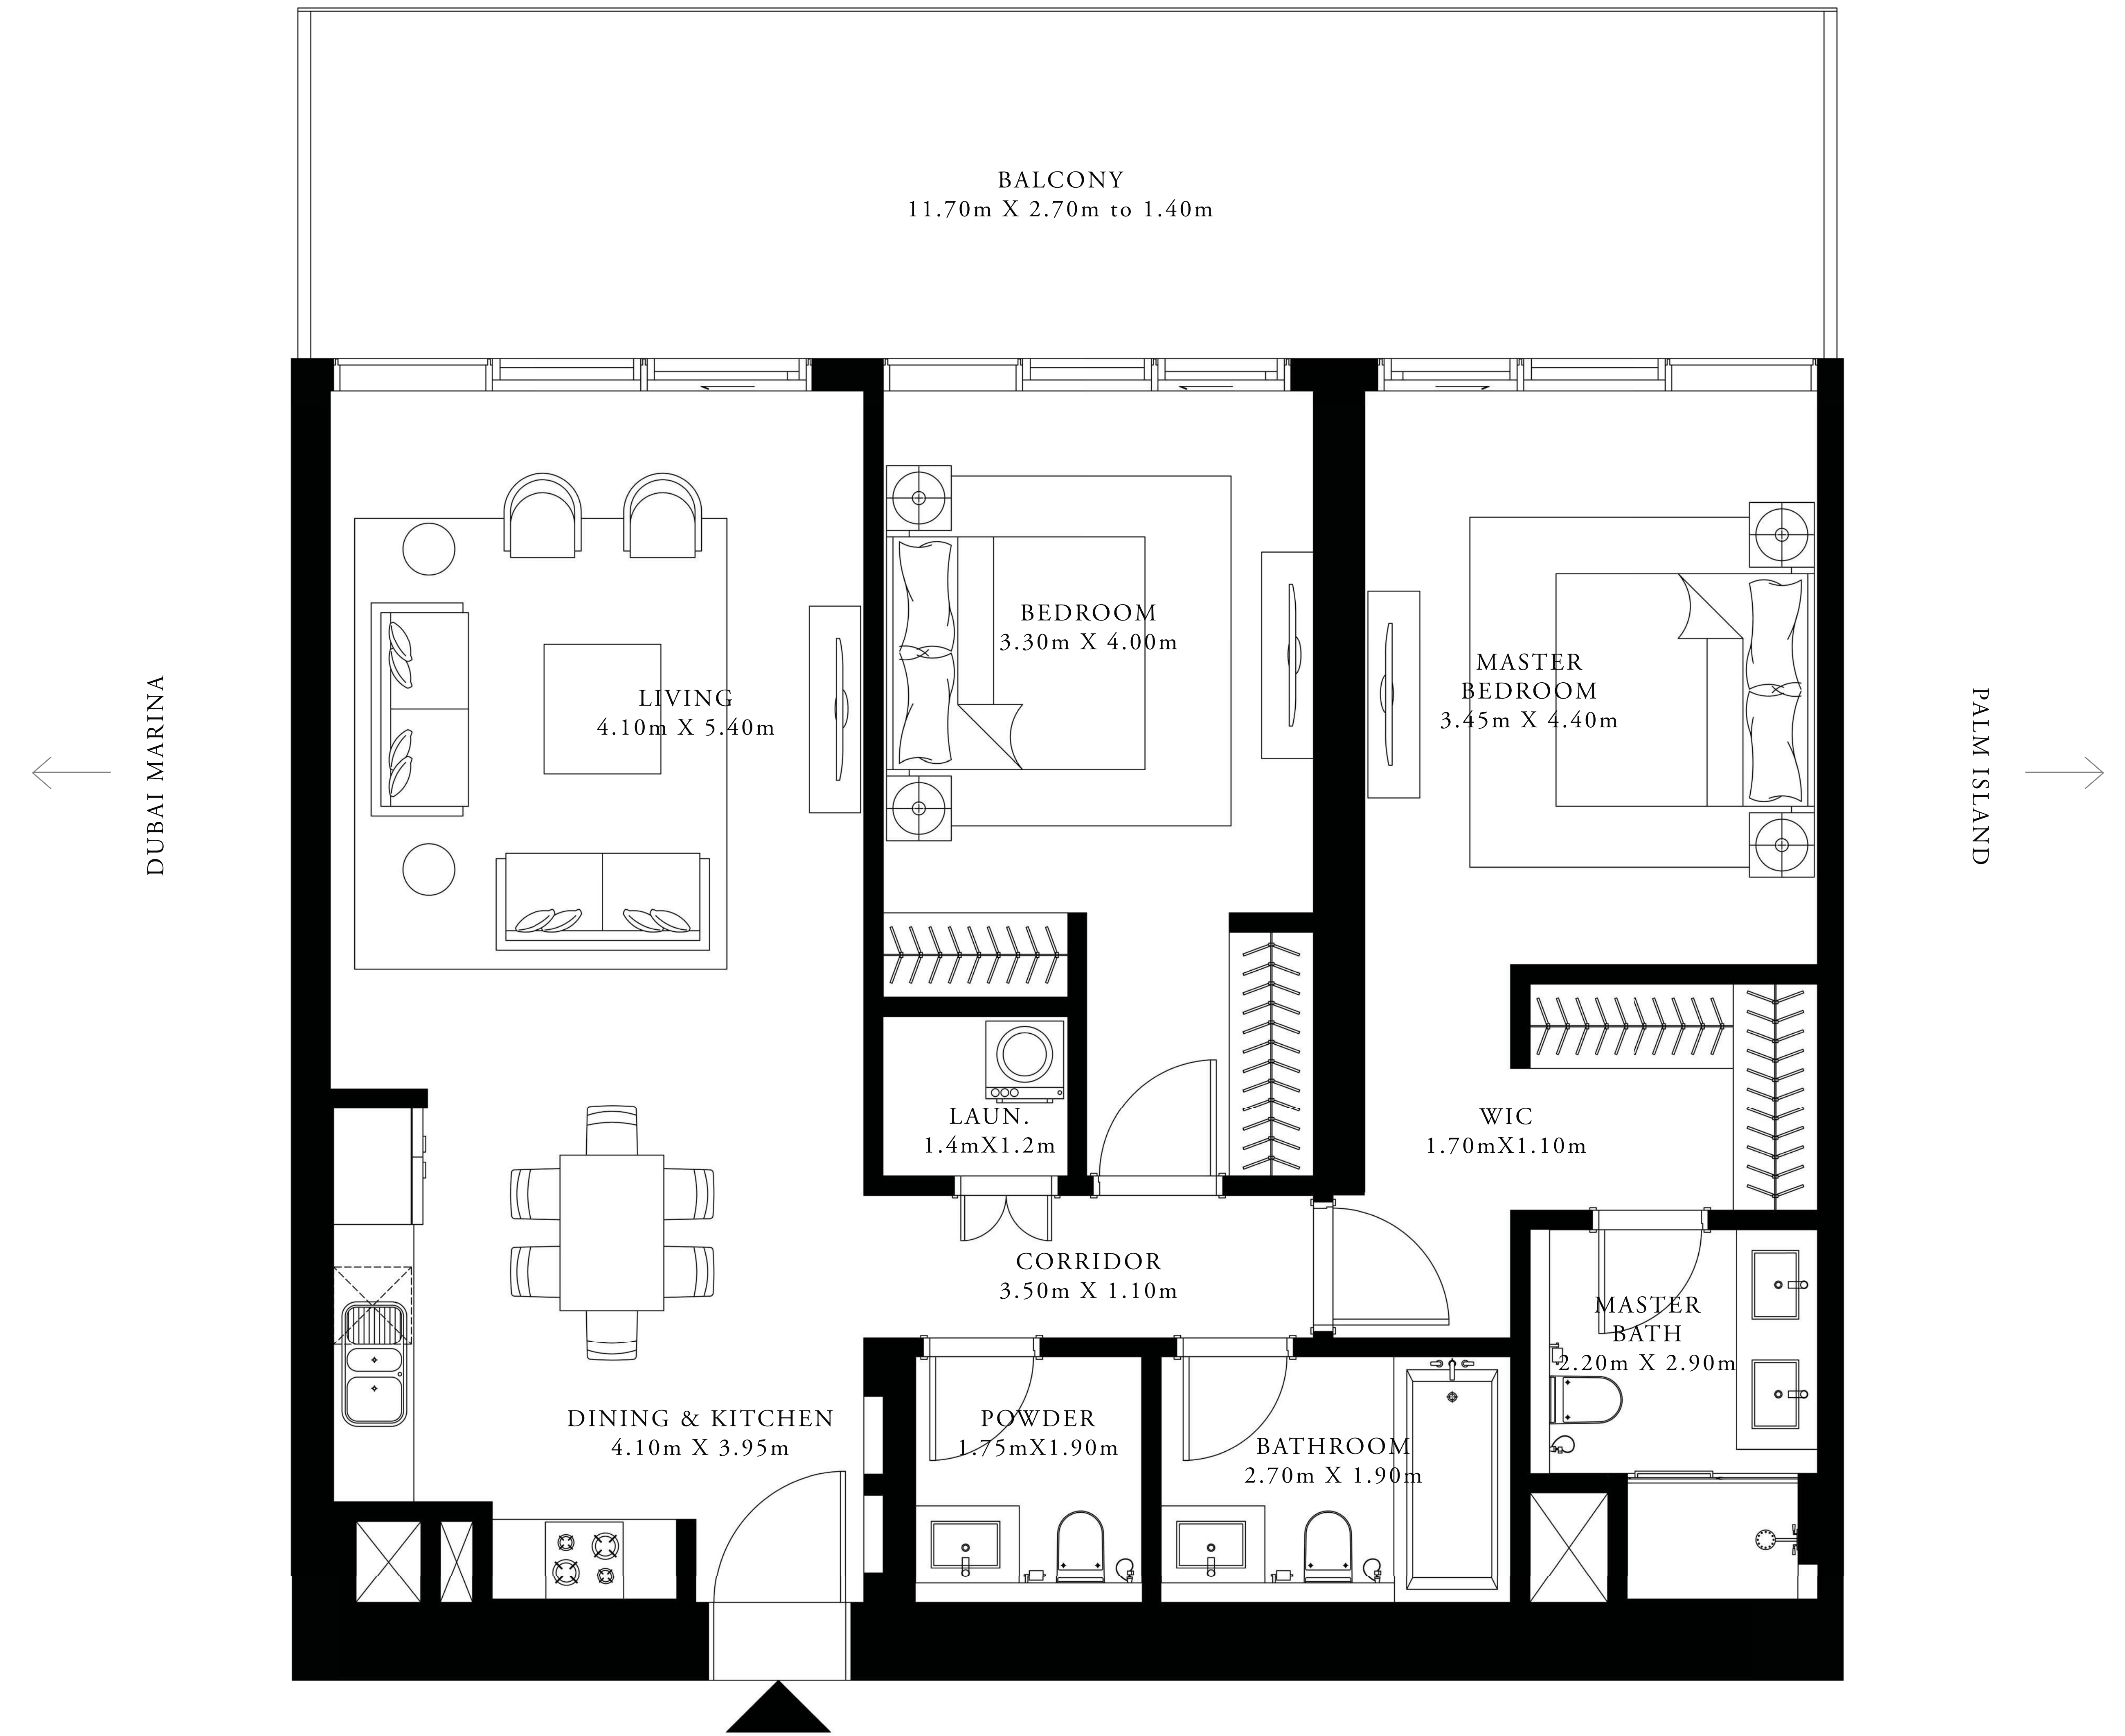 BALCONY
11.70m X 2.70m to 1.40m
DUBAI MARINA
LIVING
4.10m X 5.40m
BEDROOM
3.30m X 4.00m
MASTER
BEDROOM
3.45m X 4.40m
PALM ISLAND
LAUN.
1.4mX1.2m
WIC
1.70mX1.10m
CORRIDOR
3.50m X 1.10m
MASTER
BATH
2.20m X 2.90m
DINING & KITCHEN
4.10m X 3.95m
POWDER
1.75mX1.90m
BATHROOM
2.70m X 1.90m